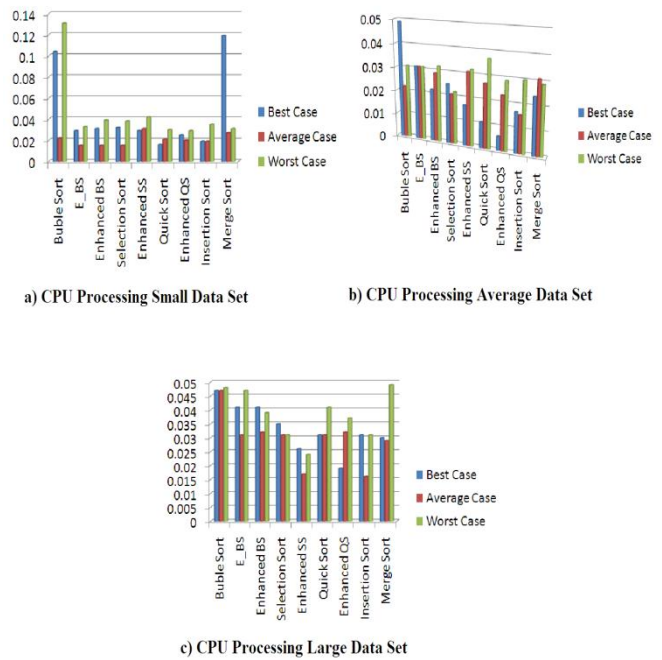 0.14
0.12
0.1
0.08
0.06
0.04
0.02
0
Buble Sort
E_BS
Enhanced BS
Selection Sort
Enhanced SS
Quick Sort
Enhanced QS
Insertion Sort
Merge Sort
Best Case
Average Case
Worst Case
a) CPU Processing Small Data Set
0.05
0.04
0.03
0.02
0.01
0
Buble Sort
E_BS
Enhanced BS
Selection Sort
Enhanced SS
Quick Sort
Enhanced QS
Insertion Sort
Merge Sort
Best Case
Average Case
Worst Case
b) CPU Processing Average Data Set
0.05
0.045
0.04
0.035
0.03
0.025
0.02
0.015
0.01
0.005
0
Buble Sort
E_BS
Enhanced BS
Selection Sort
Enhanced SS
Quick Sort
Enhanced QS
Insertion Sort
Merge Sort
Best Case
Average Case
Worst Case
c) CPU Processing Large Data Set